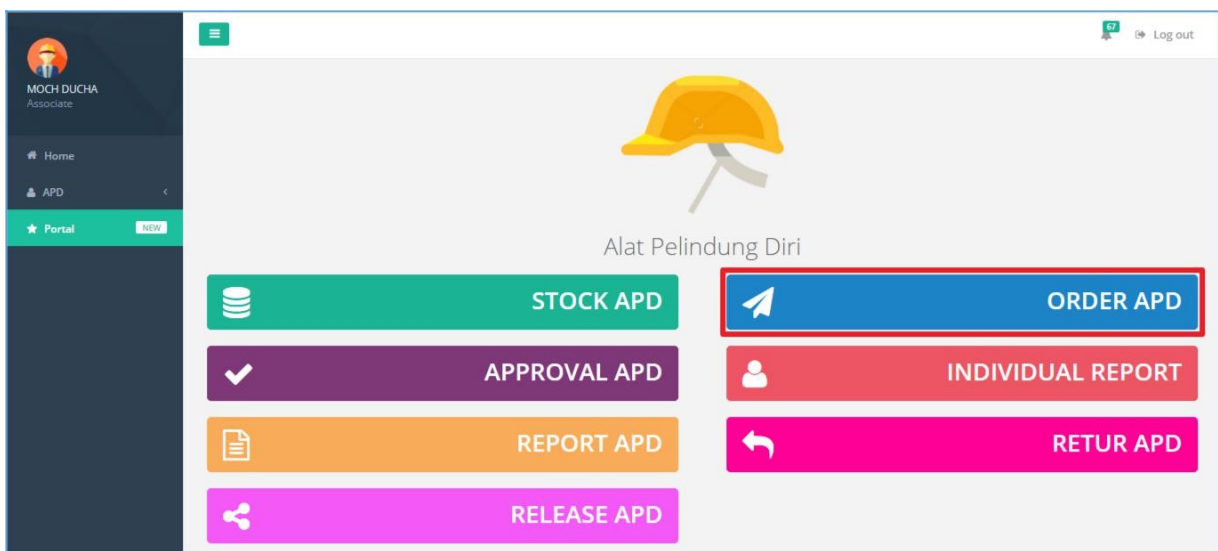 67
Log out
MOCH DUCHA
Associate
Home
APD
Portal NEW
Alat Pelindung Diri
STOCK APD
ORDER APD
APPROVAL APD
INDIVIDUAL REPORT
REPORT APD
RETUR APD
RELEASE APD